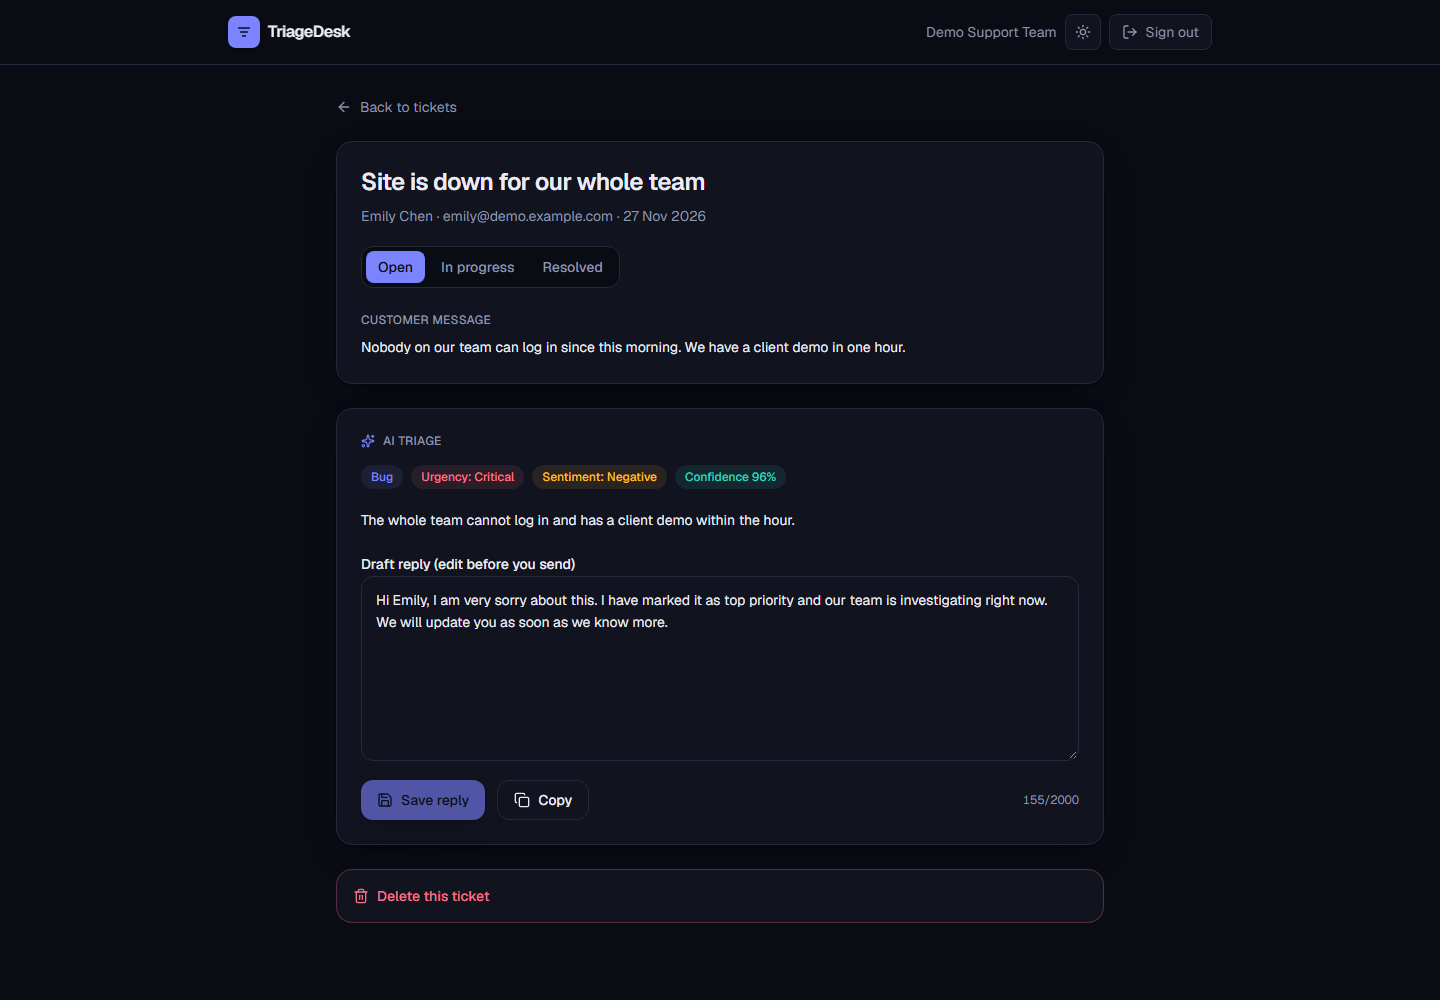 TriageDesk
Demo Support Team
Sign out
Back to tickets
Site is down for our whole team
Emily Chen · emily@demo.example.com · 27 Nov 2026
Open
In progress
Resolved
CUSTOMER MESSAGE
Nobody on our team can log in since this morning. We have a client demo in one hour.
AI TRIAGE
Bug
Urgency: Critical
Sentiment: Negative
Confidence 96%
The whole team cannot log in and has a client demo within the hour.
Draft reply (edit before you send)
Hi Emily, I am very sorry about this. I have marked it as top priority and our team is investigating right now.
We will update you as soon as we know more.
Save reply
Copy
155/2000
Delete this ticket